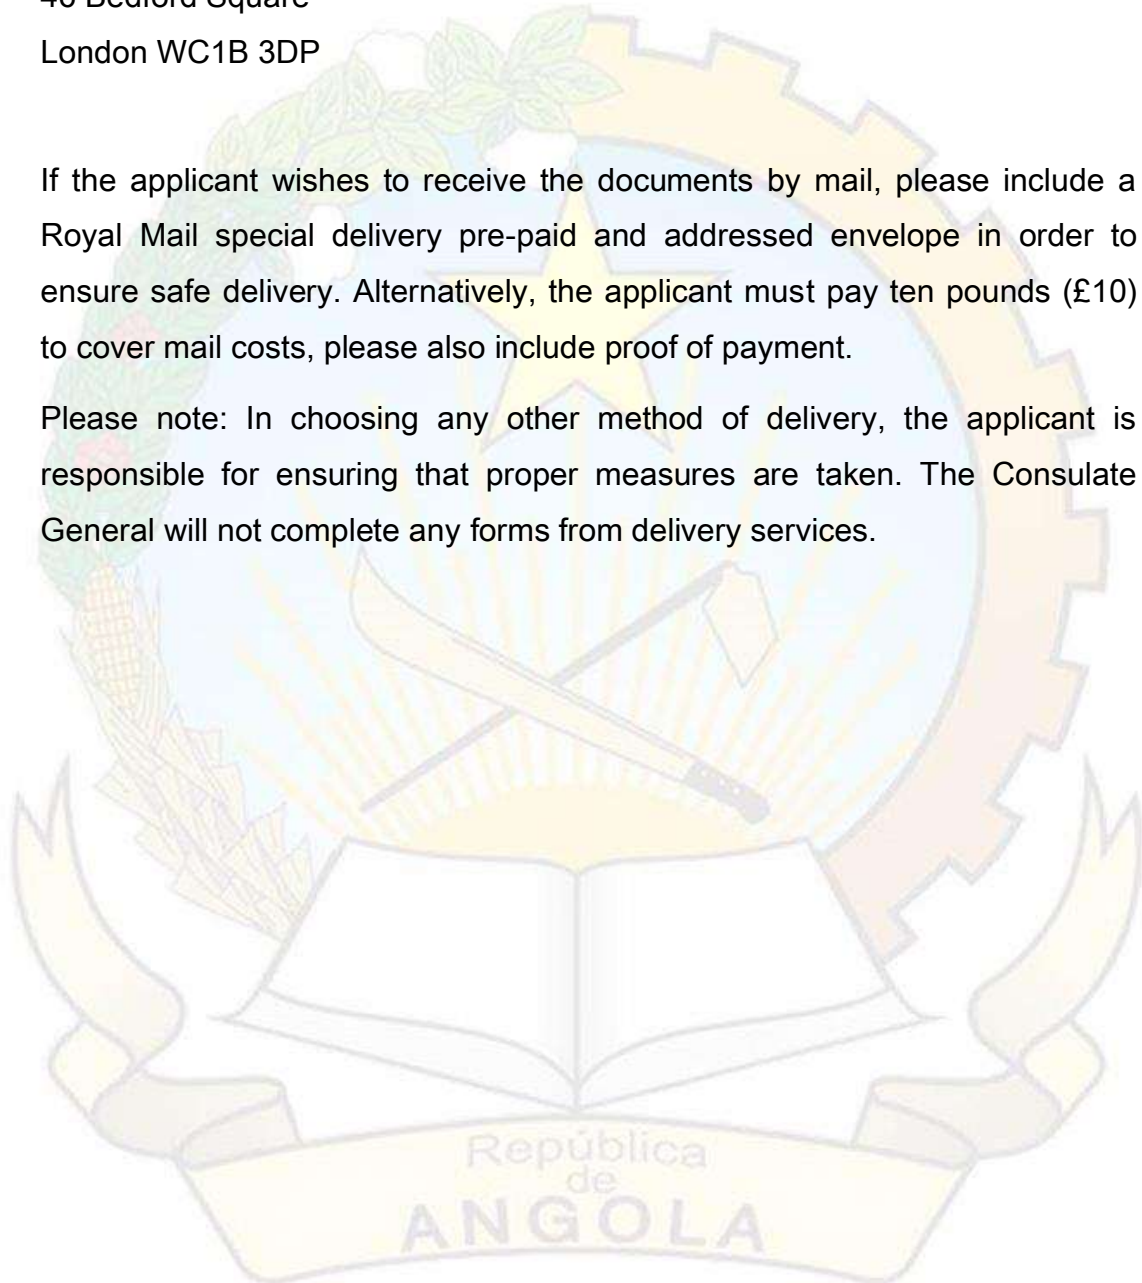 46 Bedford Square
London WC1B 3DP
If the applicant wishes to receive the documents by mail, please include a
Royal Mail special delivery pre-paid and addressed envelope in order to
ensure safe delivery. Alternatively, the applicant must pay ten pounds (£10)
to cover mail costs, please also include proof of payment.
Please note: In choosing any other method of delivery, the applicant is
responsible for ensuring that proper measures are taken. The Consulate
General will not complete any forms from delivery services.
República
de
ANGOLA